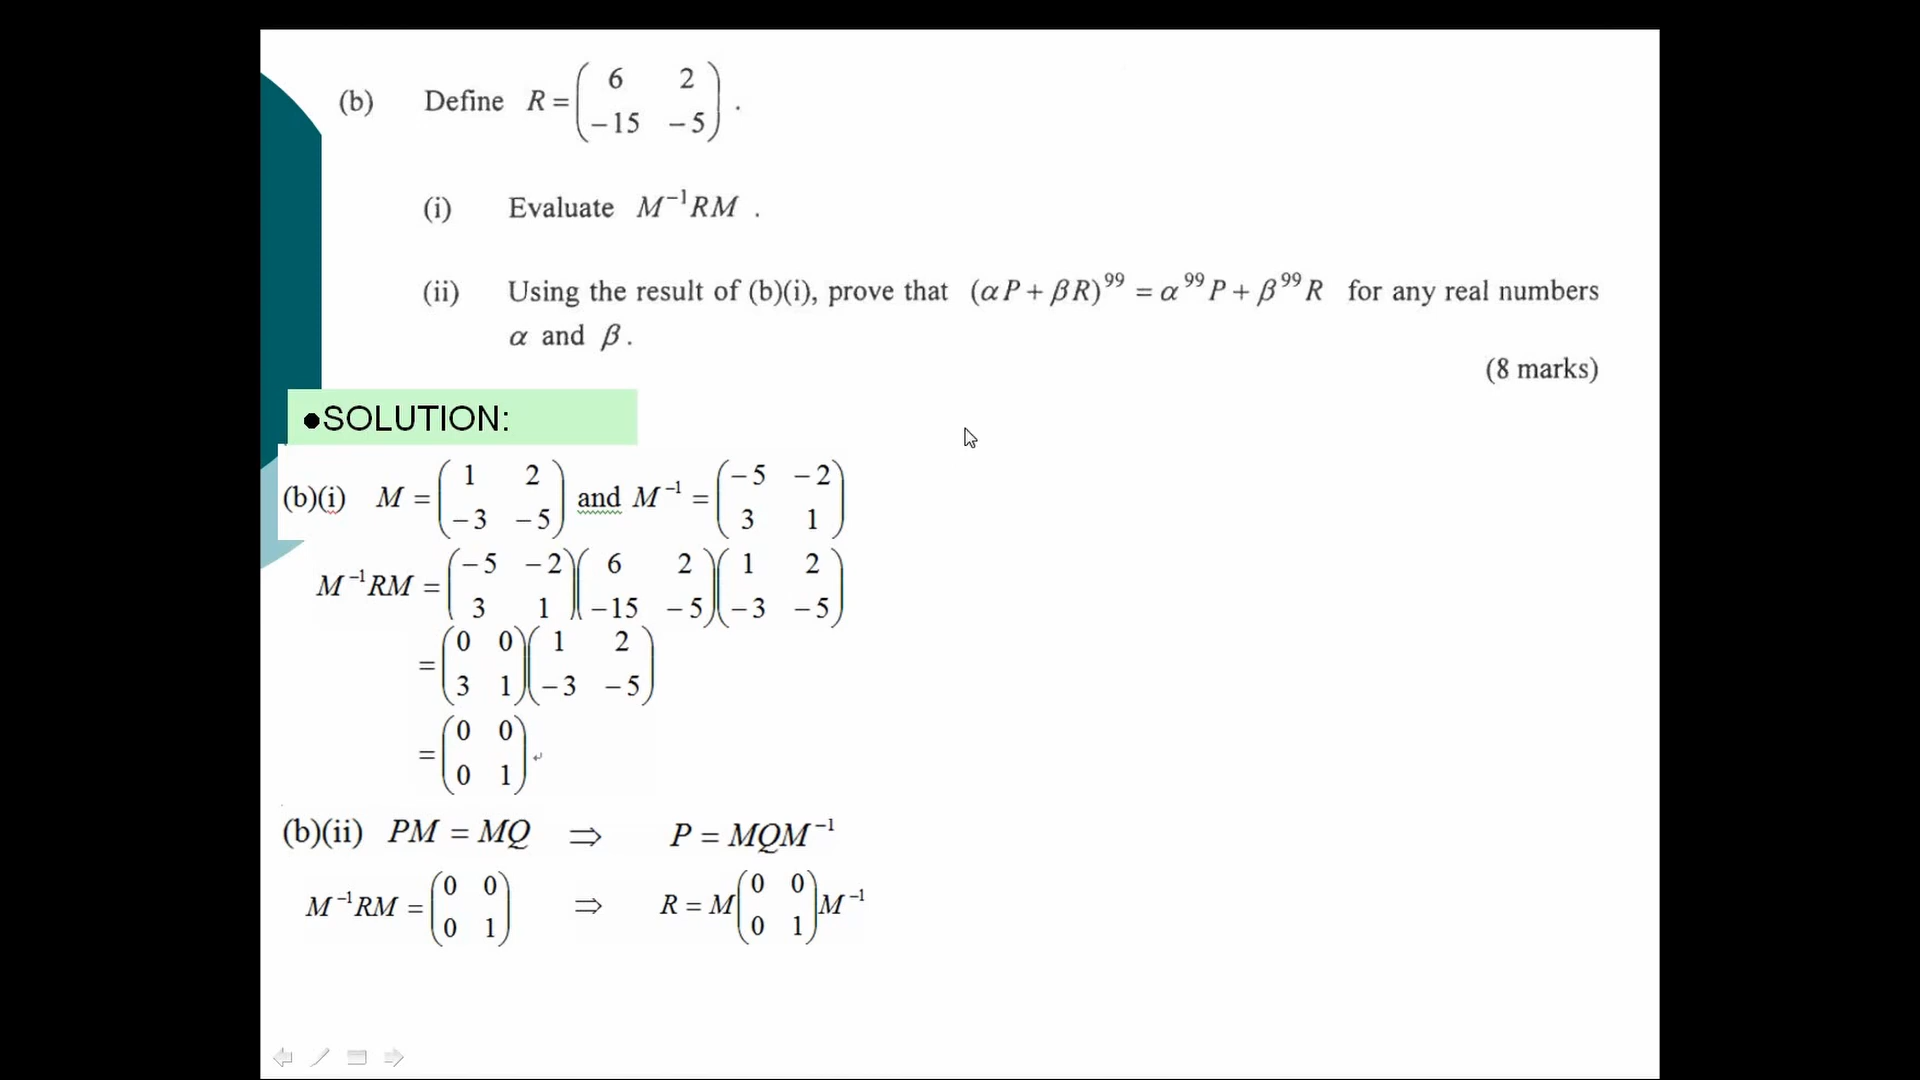 (b) Define R = ( 6 2 ; −15 −5 ) .
(i) Evaluate M⁻¹RM .
(ii) Using the result of (b)(i), prove that (αP + βR)⁹⁹ = α⁹⁹P + β⁹⁹R for any real numbers
α and β .
(8 marks)
●SOLUTION:
(b)(i) M = ( 1 2 ; −3 −5 ) and M⁻¹ = ( −5 −2 ; 3 1 )
M⁻¹RM = ( −5 −2 ; 3 1 )( 6 2 ; −15 −5 )( 1 2 ; −3 −5 )
= ( 0 0 ; 3 1 )( 1 2 ; −3 −5 )
= ( 0 0 ; 0 1 )
(b)(ii) PM = MQ ⇒ P = MQM⁻¹
M⁻¹RM = ( 0 0 ; 0 1 ) ⇒ R = M( 0 0 ; 0 1 )M⁻¹